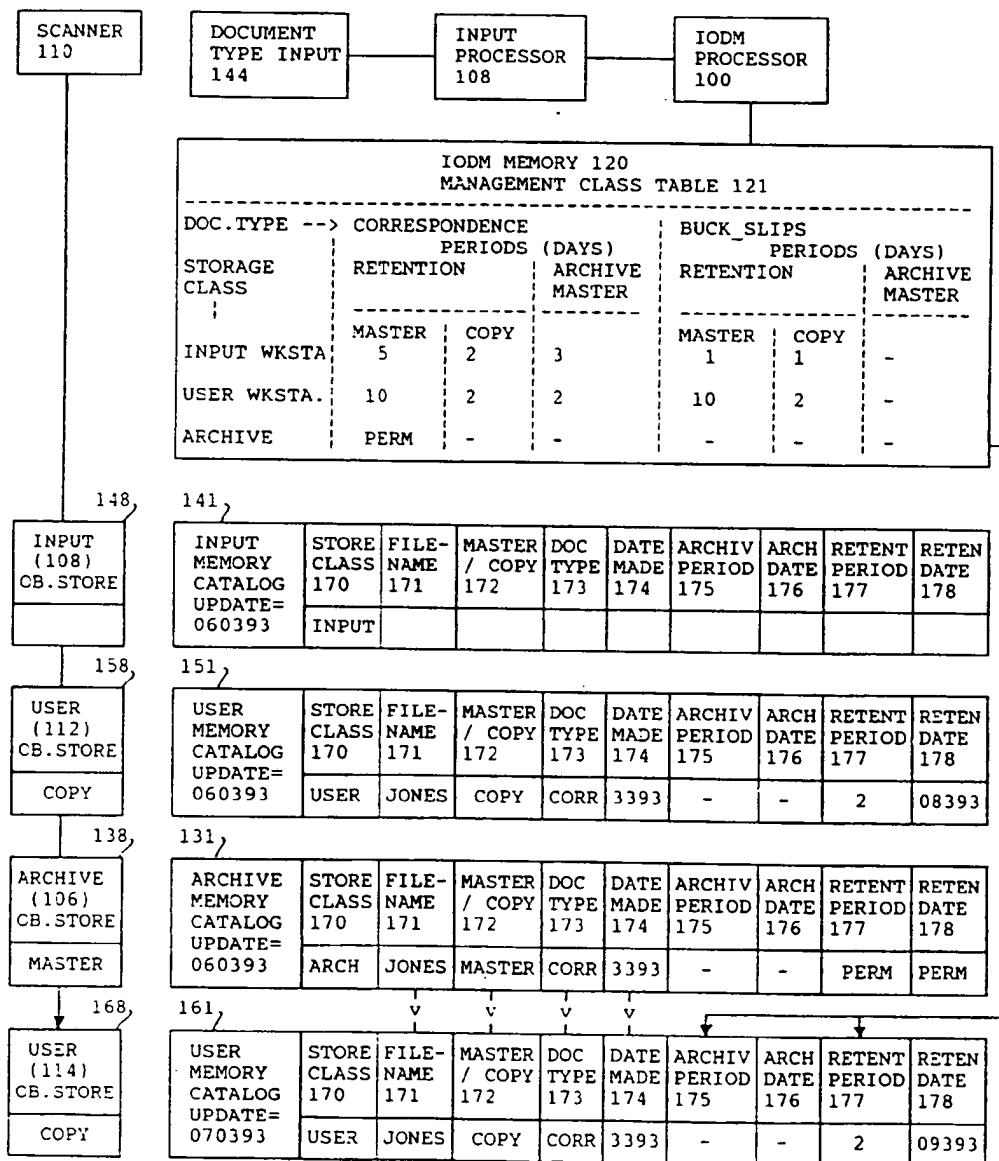 SCANNER
110
DOCUMENT
TYPE INPUT
144
INPUT
PROCESSOR
108
IODM
PROCESSOR
100
IODM MEMORY 120
MANAGEMENT CLASS TABLE 121
DOC.TYPE --> CORRESPONDENCE BUCK_SLIPS
PERIODS (DAYS) PERIODS (DAYS)
STORAGE RETENTION ARCHIVE RETENTION ARCHIVE
CLASS MASTER MASTER
MASTER COPY MASTER COPY
INPUT WKSTA 5 2 3 1 1 -
USER WKSTA. 10 2 2 10 2 -
ARCHIVE PERM - - - - -
148
INPUT
(108)
CB.STORE
141
INPUT STORE FILE- MASTER DOC DATE ARCHIV ARCH RETENT RETEN
MEMORY CLASS NAME / COPY TYPE MADE PERIOD DATE PERIOD DATE
CATALOG 170 171 172 173 174 175 176 177 178
UPDATE=
060393 INPUT
158
USER
(112)
CB.STORE
COPY
151
USER STORE FILE- MASTER DOC DATE ARCHIV ARCH RETENT RETEN
MEMORY CLASS NAME / COPY TYPE MADE PERIOD DATE PERIOD DATE
CATALOG 170 171 172 173 174 175 176 177 178
UPDATE=
060393 USER JONES COPY CORR 3393 - - 2 08393
138
ARCHIVE
(106)
CB.STORE
MASTER
131
ARCHIVE STORE FILE- MASTER DOC DATE ARCHIV ARCH RETENT RETEN
MEMORY CLASS NAME / COPY TYPE MADE PERIOD DATE PERIOD DATE
CATALOG 170 171 172 173 174 175 176 177 178
UPDATE=
060393 ARCH JONES MASTER CORR 3393 - - PERM PERM
v v v v
168
USER
(114)
CB.STORE
COPY
161
USER STORE FILE- MASTER DOC DATE ARCHIV ARCH RETENT RETEN
MEMORY CLASS NAME / COPY TYPE MADE PERIOD DATE PERIOD DATE
CATALOG 170 171 172 173 174 175 176 177 178
UPDATE=
070393 USER JONES COPY CORR 3393 - - 2 09393